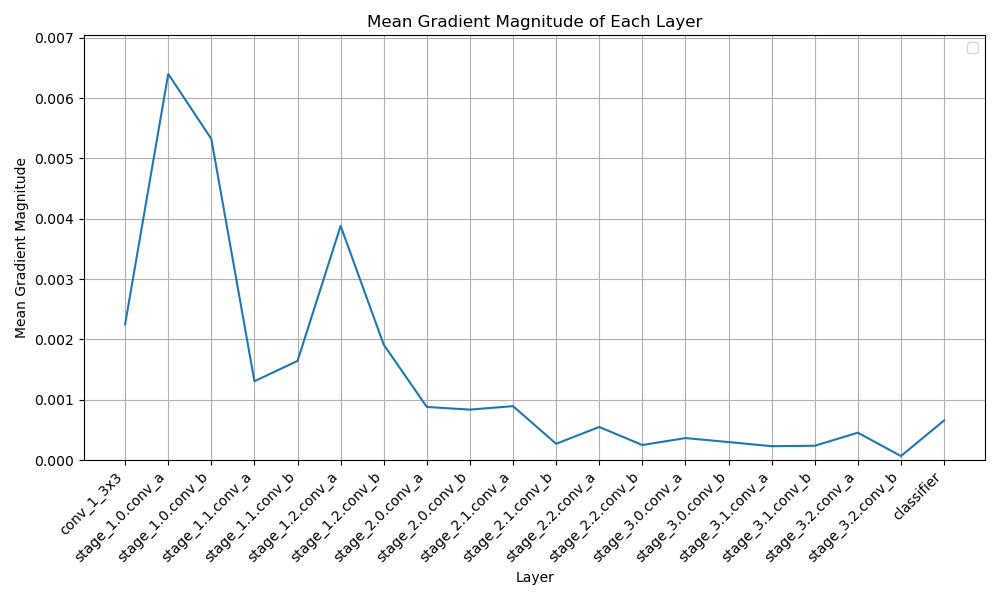 Mean Gradient Magnitude of Each Layer
0.007
0.006
0.005
0.004
0.003
0.002
0.001
0.000
Mean Gradient Magnitude
conv_1_3x3
stage_1.0.conv_a
stage_1.0.conv_b
stage_1.1.conv_a
stage_1.1.conv_b
stage_1.2.conv_a
stage_1.2.conv_b
stage_2.0.conv_a
stage_2.0.conv_b
stage_2.1.conv_a
stage_2.1.conv_b
stage_2.2.conv_a
stage_2.2.conv_b
stage_3.0.conv_a
stage_3.0.conv_b
stage_3.1.conv_a
stage_3.1.conv_b
stage_3.2.conv_a
stage_3.2.conv_b
classifier
Layer